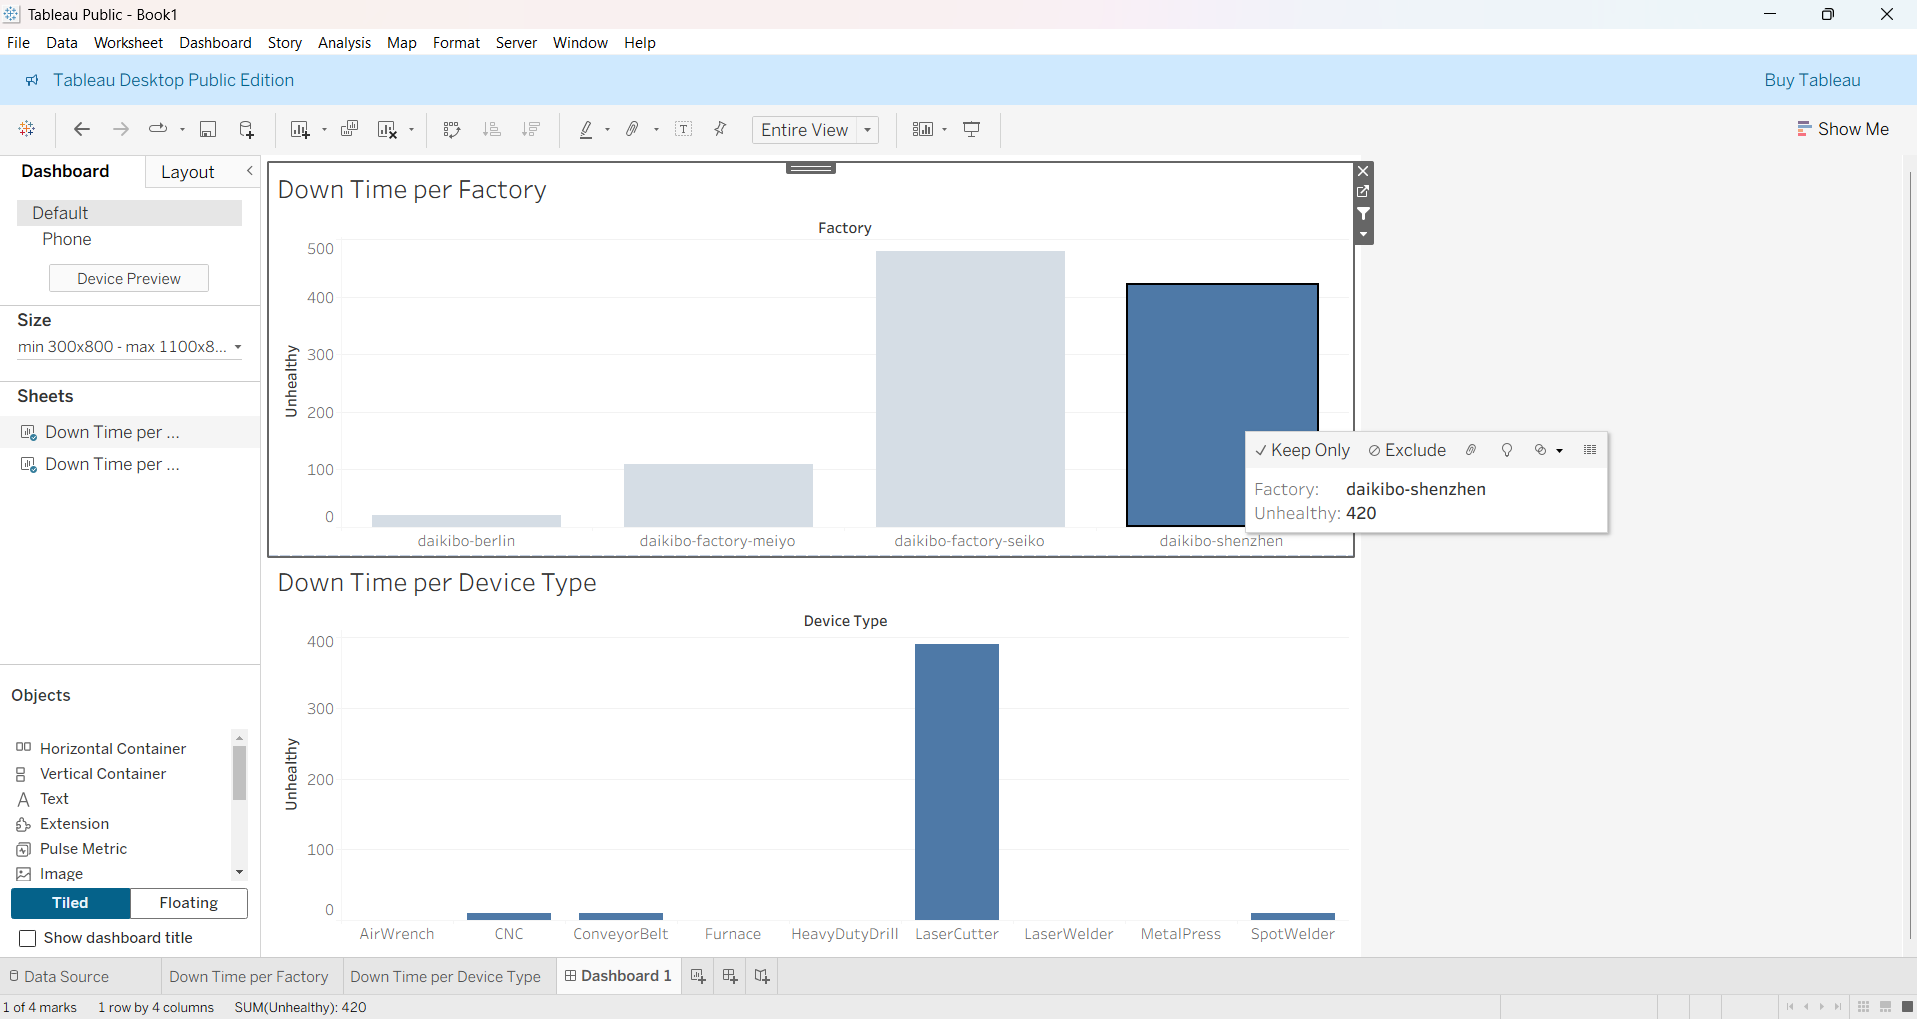 Tableau Public - Book1
File Data Worksheet Dashboard Story Analysis Map Format Server Window Help
Tableau Desktop Public Edition
Buy Tableau
Entire View
Show Me
Dashboard
Layout
Default
Phone
Device Preview
Size
min 300x800 - max 1100x8...
Sheets
Down Time per ...
Down Time per ...
Objects
Horizontal Container
Vertical Container
Text
Extension
Pulse Metric
Image
Tiled
Floating
Show dashboard title
Down Time per Factory
Factory
Unhealthy
500
400
300
200
100
0
daikibo-berlin
daikibo-factory-meiyo
daikibo-factory-seiko
daikibo-shenzhen
Keep Only
Exclude
Factory: daikibo-shenzhen
Unhealthy: 420
Down Time per Device Type
Device Type
Unhealthy
400
300
200
100
0
AirWrench
CNC
ConveyorBelt
Furnace
HeavyDutyDrill
LaserCutter
LaserWelder
MetalPress
SpotWelder
Data Source
Down Time per Factory
Down Time per Device Type
Dashboard 1
1 of 4 marks
1 row by 4 columns
SUM(Unhealthy): 420